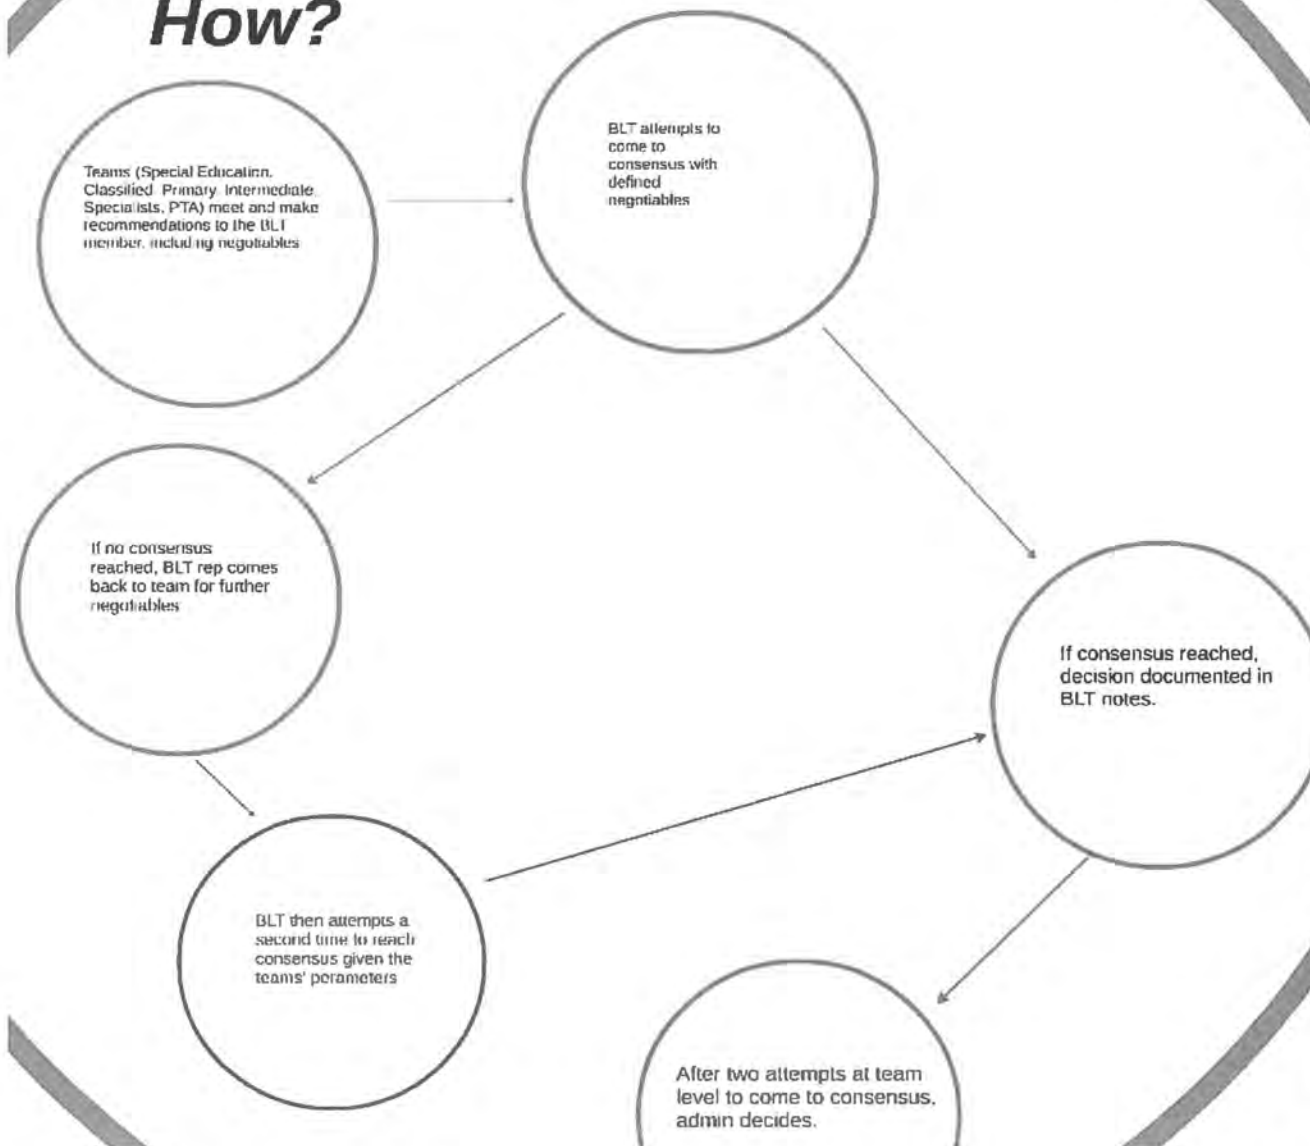 How?
Teams (Special Education,
Classified, Primary, Intermediate,
Specialists, PTA) meet and make
recommendations to the BLT
member, including negotiables
BLT attempts to
come to
consensus with
defined
negotiables
If no consensus
reached, BLT rep comes
back to team for further
negotiables
If consensus reached,
decision documented in
BLT notes.
BLT then attempts a
second time to reach
consensus given the
teams' perameters
After two attempts at team
level to come to consensus,
admin decides.